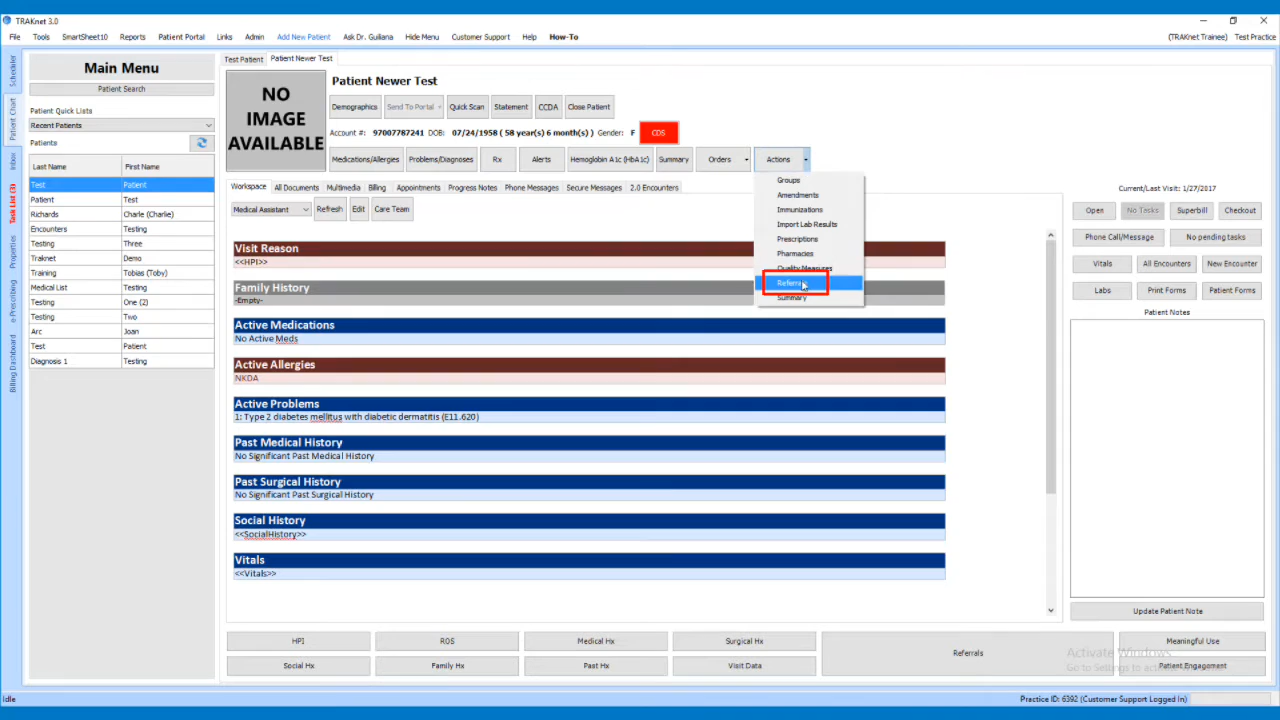 TRAKnet 3.0
File Tools SmartSheet10 Reports Patient Portal Links Admin Add New Patient Ask Dr. Guiliana Hide Menu Customer Support Help How-To (TRAKnet Trainee) Test Practice
Scheduler
Patient Chart
Inbox
Task List (3)
Properties
e-Prescribing
Billing Dashboard
Main Menu
Patient Search
Patient Quick Lists
Recent Patients
Patients
Last Name First Name
Test Patient
Patient Test
Richards Charle (Charlie)
Encounters Testing
Testing Three
Traknet Demo
Training Tobias (Toby)
Medical List Testing
Testing One (2)
Testing Two
Arc Joan
Test Patient
Diagnosis 1 Testing
Test Patient Patient Newer Test
NO
IMAGE
AVAILABLE
Patient Newer Test
Demographics Send To Portal Quick Scan Statement CCDA Close Patient
Account #: 97007787241 DOB: 07/24/1958 ( 58 year(s) 6 month(s) ) Gender: F CDS
Medications/Allergies Problems/Diagnoses Rx Alerts Hemoglobin A1c (HbA1c) Summary Orders Actions
Groups
Amendments
Immunizations
Import Lab Results
Prescriptions
Pharmacies
Quality Measures
Summary
Workspace All Documents Multimedia Billing Appointments Progress Notes Phone Messages Secure Messages 2.0 Encounters
Medical Assistant Refresh Edit Care Team
Visit Reason
<<HPI>>
Family History
-Empty-
Active Medications
No Active Meds
Active Allergies
NKDA
Active Problems
1: Type 2 diabetes mellitus with diabetic dermatitis (E11.620)
Past Medical History
No Significant Past Medical History
Past Surgical History
No Significant Past Surgical History
Social History
<<SocialHistory>>
Vitals
<<Vitals>>
Current/Last Visit: 1/27/2017
Open No Tasks Superbill Checkout
Phone Call/Message No pending tasks
Vitals All Encounters New Encounter
Labs Print Forms Patient Forms
Patient Notes
Update Patient Note
HPI ROS Medical Hx Surgical Hx Referrals Meaningful Use
Social Hx Family Hx Past Hx Visit Data Patient Engagement
Activate Windows
Idle Practice ID: 6392 (Customer Support Logged In)